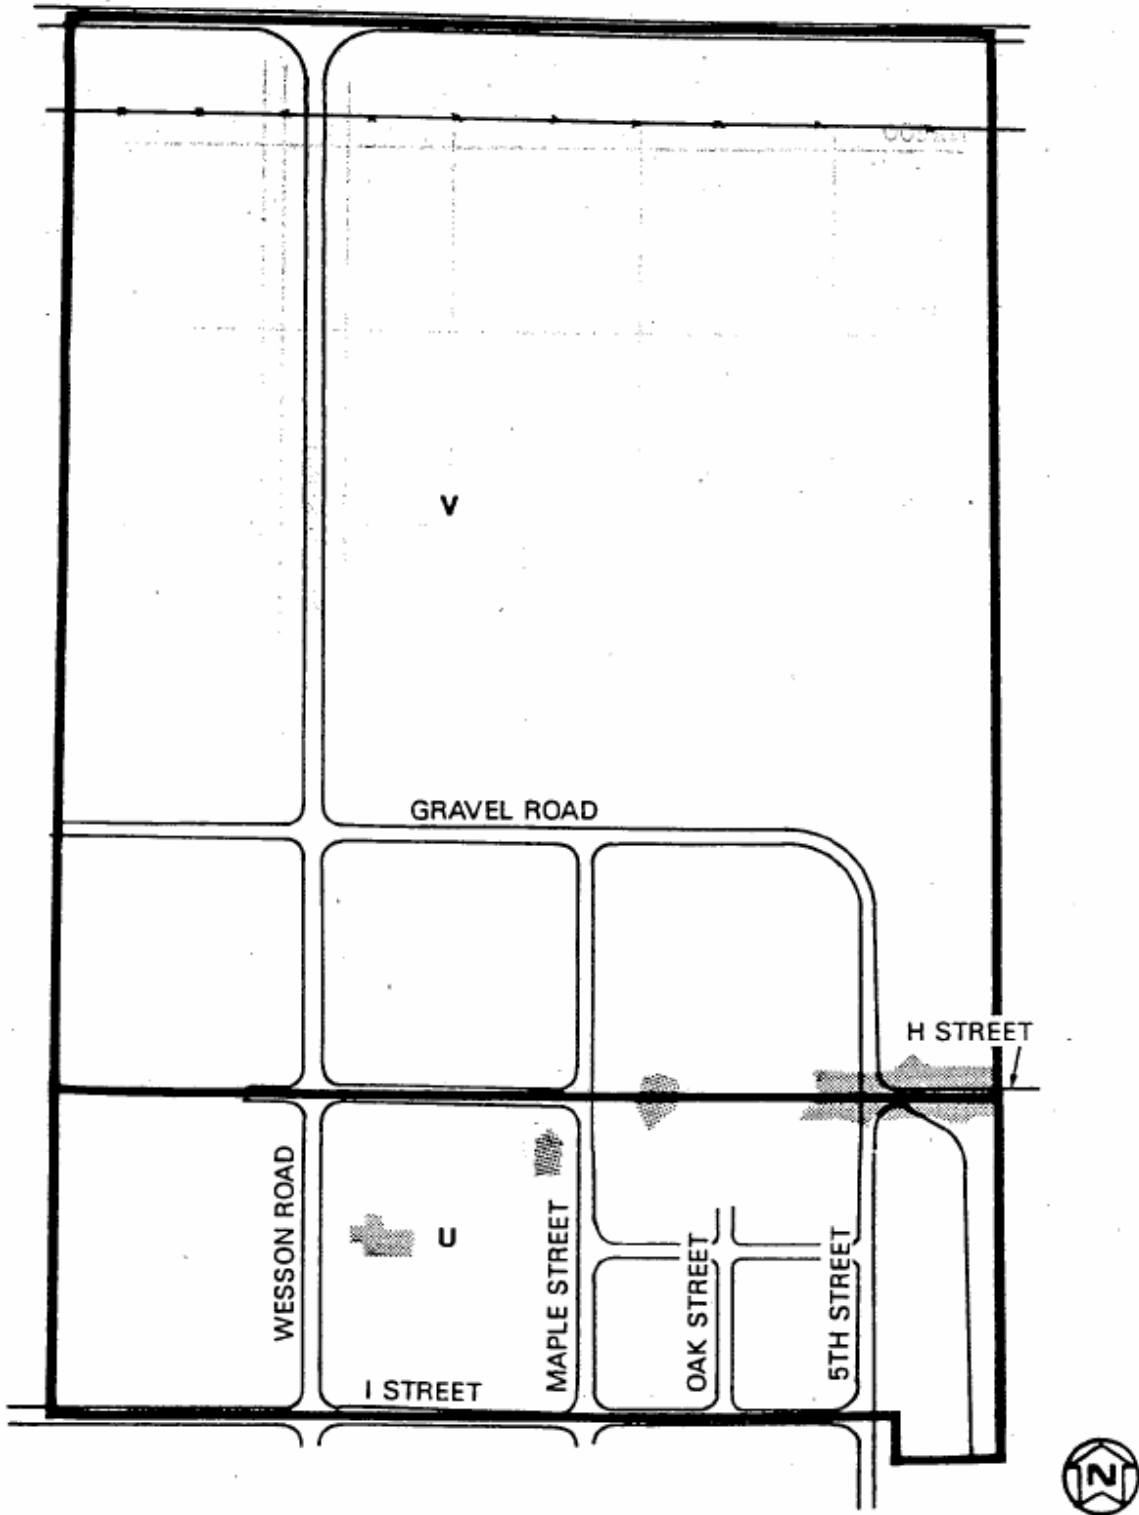 V
GRAVEL ROAD
H STREET
WESSON ROAD
U
MAPLE STREET
OAK STREET
5TH STREET
I STREET
N